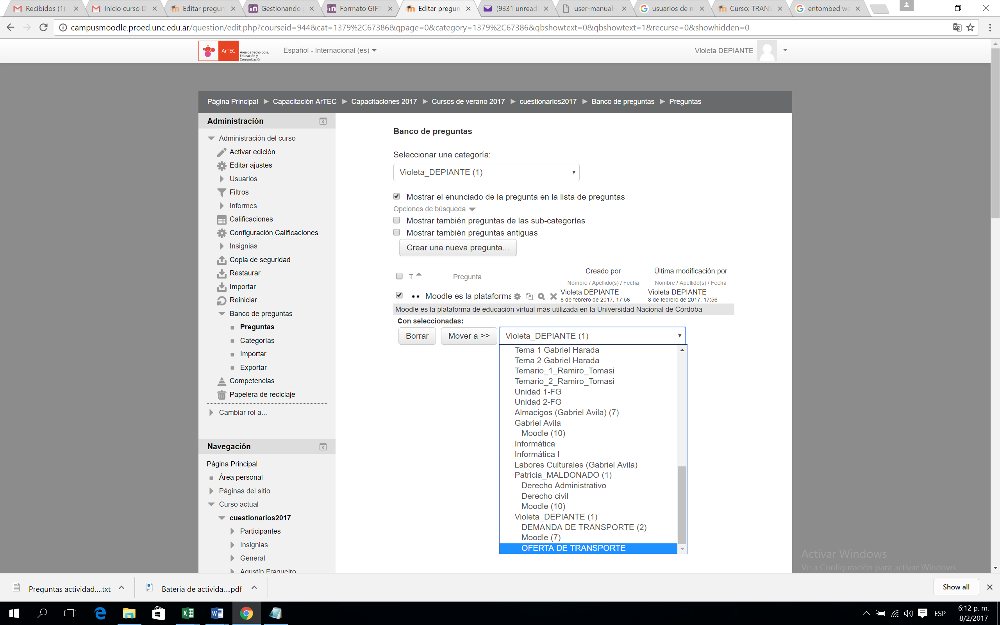 Recibidos (1)
Inicio curso D
Editar pregun
Gestionando
Formato GIFT
Editar pregun
(9331 unread
user-manual-
usuarios de m
Curso: TRANS
entombed wo
campusmoodle.proed.unc.edu.ar/question/edit.php?courseid=944&cat=1379%2C67386&qpage=0&category=1379%2C67386&qbshowtext=0&qbshowtext=1&recurse=0&showhidden=0
ArTEC
Area de Tecnología,
Educación y
Comunicación
Español - Internacional (es)
Violeta DEPIANTE
Página Principal
Capacitación ArTEC
Capacitaciones 2017
Cursos de verano 2017
cuestionarios2017
Banco de preguntas
Preguntas
Administración
Administración del curso
Activar edición
Editar ajustes
Usuarios
Filtros
Informes
Calificaciones
Configuración Calificaciones
Insignias
Copia de seguridad
Restaurar
Importar
Reiniciar
Banco de preguntas
Preguntas
Categorías
Importar
Exportar
Competencias
Papelera de reciclaje
Cambiar rol a...
Navegación
Página Principal
Área personal
Páginas del sitio
Curso actual
cuestionarios2017
Participantes
Insignias
General
Agustín Fragueiro
Banco de preguntas
Seleccionar una categoría:
Violeta_DEPIANTE (1)
Mostrar el enunciado de la pregunta en la lista de preguntas
Opciones de búsqueda
Mostrar también preguntas de las sub-categorías
Mostrar también preguntas antiguas
Crear una nueva pregunta...
T
Pregunta
Creado por
Nombre / Apellido(s) / Fecha
Última modificación por
Nombre / Apellido(s) / Fecha
Moodle es la plataforma
Violeta DEPIANTE
8 de febrero de 2017, 17:56
Violeta DEPIANTE
8 de febrero de 2017, 17:56
Moodle es la plataforma de educación virtual más utilizada en la Universidad Nacional de Córdoba
Con seleccionadas:
Borrar
Mover a >>
Violeta_DEPIANTE (1)
Tema 1 Gabriel Harada
Tema 2 Gabriel Harada
Temario_1_Ramiro_Tomasi
Temario_2_Ramiro_Tomasi
Unidad 1-FG
Unidad 2-FG
Almacigos (Gabriel Avila) (7)
Gabriel Avila
Moodle (10)
Informática
Informática I
Labores Culturales (Gabriel Avila)
Patricia_MALDONADO (1)
Derecho Administrativo
Derecho civil
Moodle (10)
Violeta_DEPIANTE (1)
DEMANDA DE TRANSPORTE (2)
Moodle (7)
OFERTA DE TRANSPORTE
Activar Windows
Ve a Configuración para activar Windows.
Preguntas actividad....txt
Batería de activida....pdf
Show all
ESP
6:12 p. m.
8/2/2017